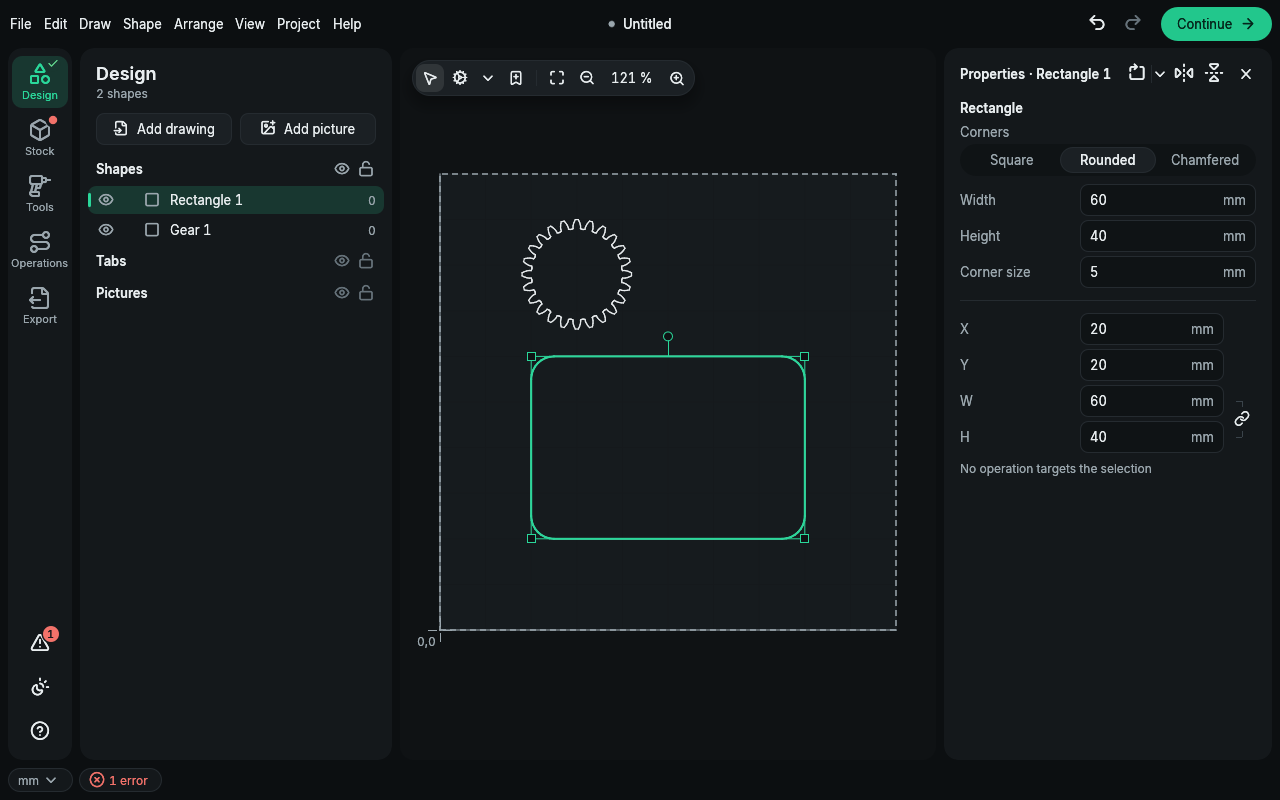 File Edit Draw Shape Arrange View Project Help
Untitled
Continue
Design
Stock
Tools
Operations
Export
1
Design
2 shapes
Add drawing
Add picture
Shapes
Rectangle 1 0
Gear 1 0
Tabs
Pictures
121 %
0,0
Properties · Rectangle 1
Rectangle
Corners
Square Rounded Chamfered
Width 60 mm
Height 40 mm
Corner size 5 mm
X 20 mm
Y 20 mm
W 60 mm
H 40 mm
No operation targets the selection
mm
1 error